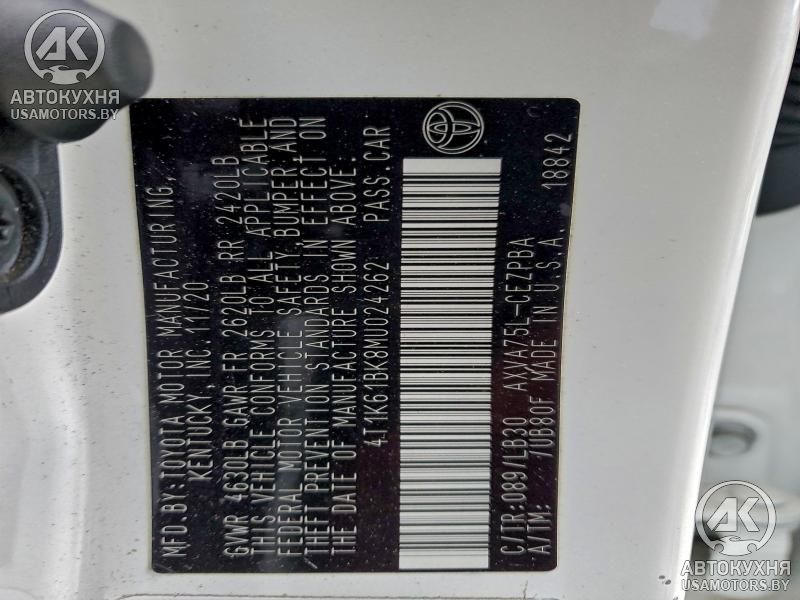 AK
АВТОКУХНЯ
USAMOTORS.BY
MFD.BY:TOYOTA MOTOR MANUFACTURING,
KENTUCKY, INC. 11/20
GVWR 4630LB GAWR FR 2620LB RR 2420LB
THIS VEHICLE CONFORMS TO ALL APPLICABLE
FEDERAL MOTOR VEHICLE SAFETY,BUMPER AND
THEFT PREVENTION STANDARDS IN EFFECT ON
THE DATE OF MANUFACTURE SHOWN ABOVE.
4T1K61BK8MU024262 PASS.CAR
C/TR:089/LB30 AXVA75L-CEZPBA
A/TM: /UB80F MADE IN U.S.A. 18842
AK
АВТОКУХНЯ
USAMOTORS.BY